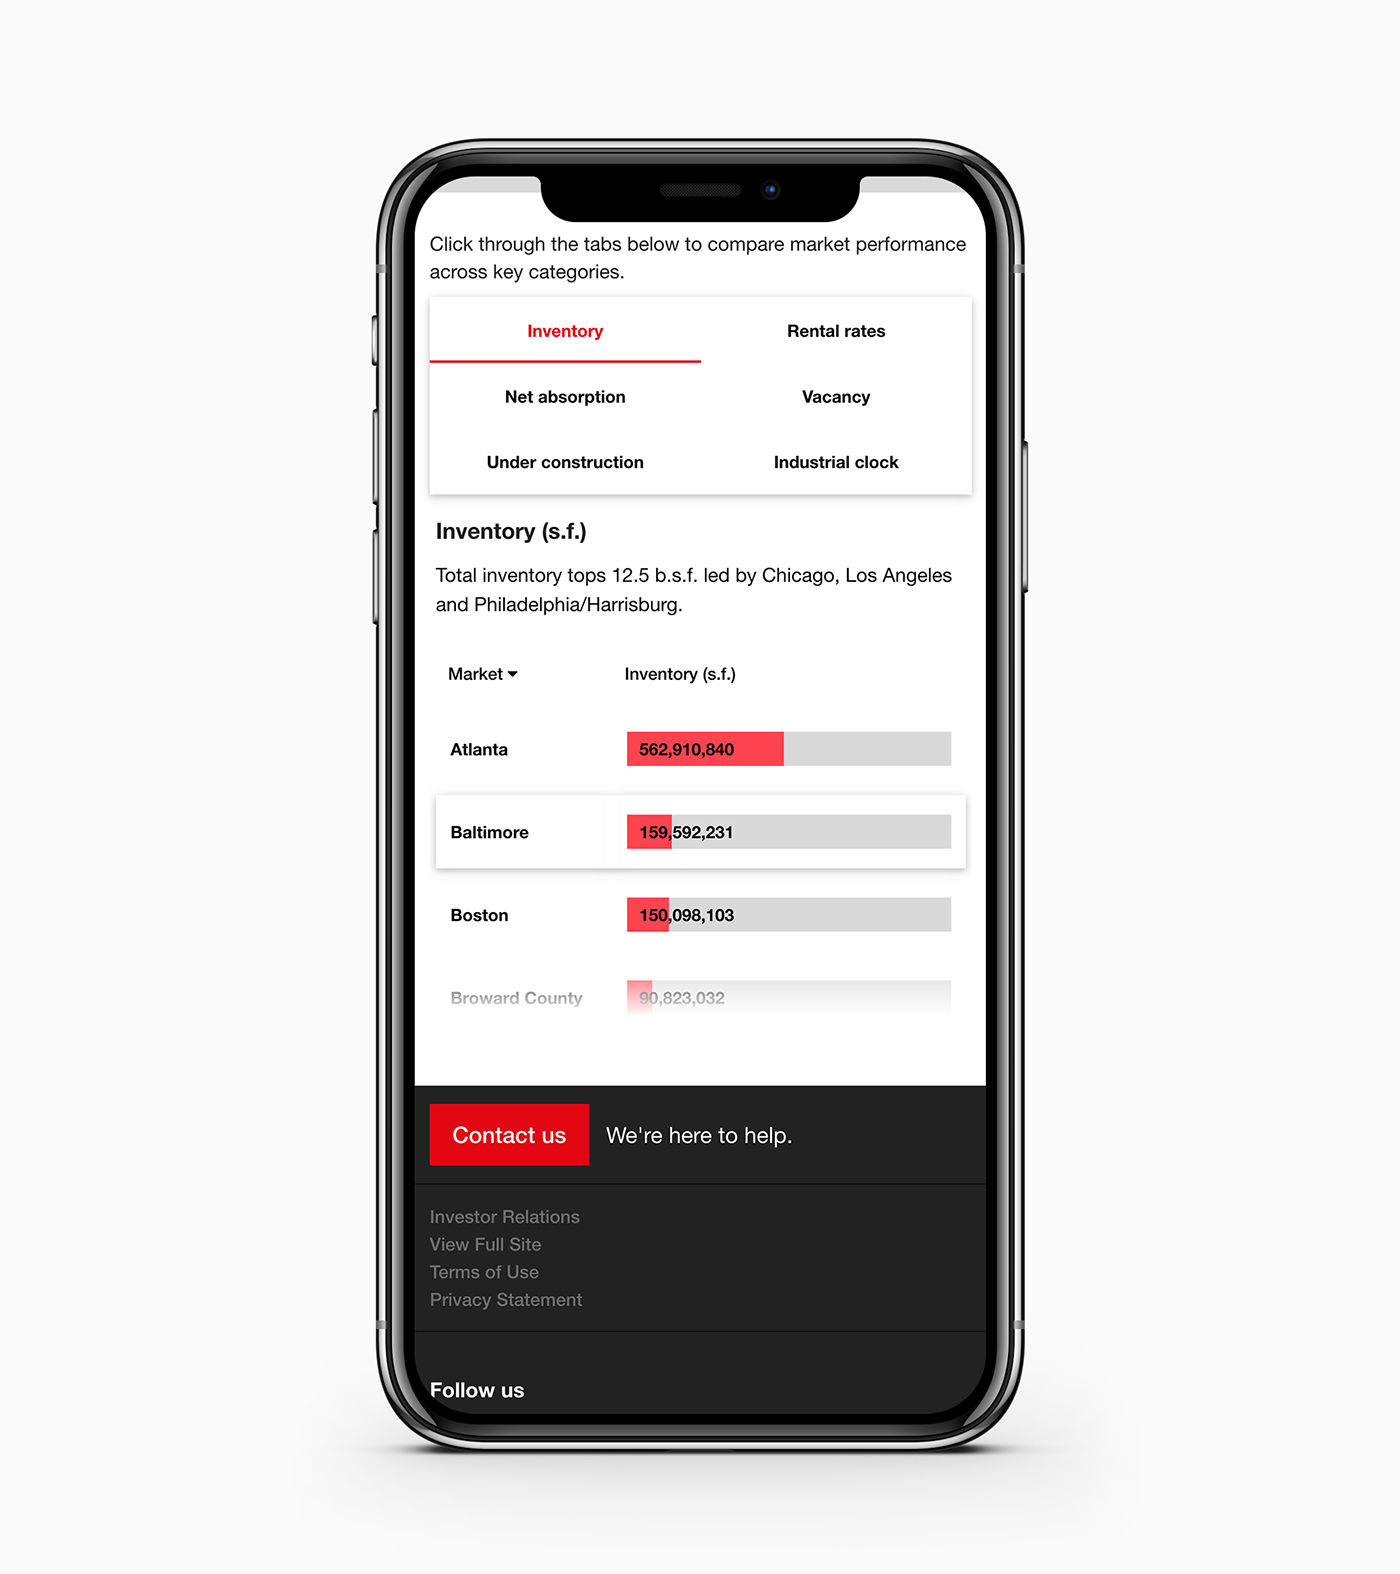 Click through the tabs below to compare market performance
across key categories.
Inventory
Rental rates
Net absorption
Vacancy
Under construction
Industrial clock
Inventory (s.f.)
Total inventory tops 12.5 b.s.f. led by Chicago, Los Angeles
and Philadelphia/Harrisburg.
Market Inventory (s.f.)
Atlanta 562,910,840
Baltimore 159,592,231
Boston 150,098,103
Broward County 90,823,032
Contact us We're here to help.
Investor Relations
View Full Site
Terms of Use
Privacy Statement
Follow us